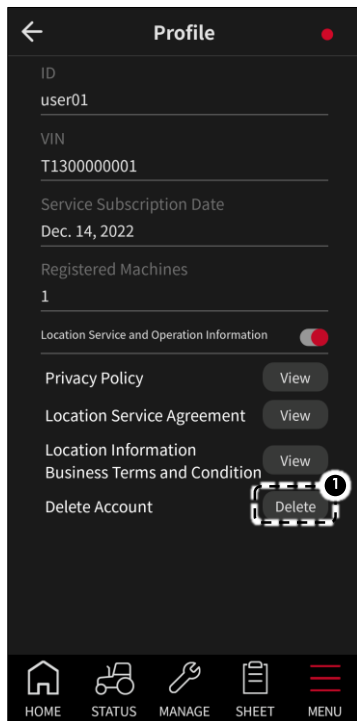 Profile
ID
user01
VIN
T1300000001
Service Subscription Date
Dec. 14, 2022
Registered Machines
1
Location Service and Operation Information
Privacy Policy View
Location Service Agreement View
Location Information
Business Terms and Condition View
1
Delete Account Delete
HOME STATUS MANAGE SHEET MENU